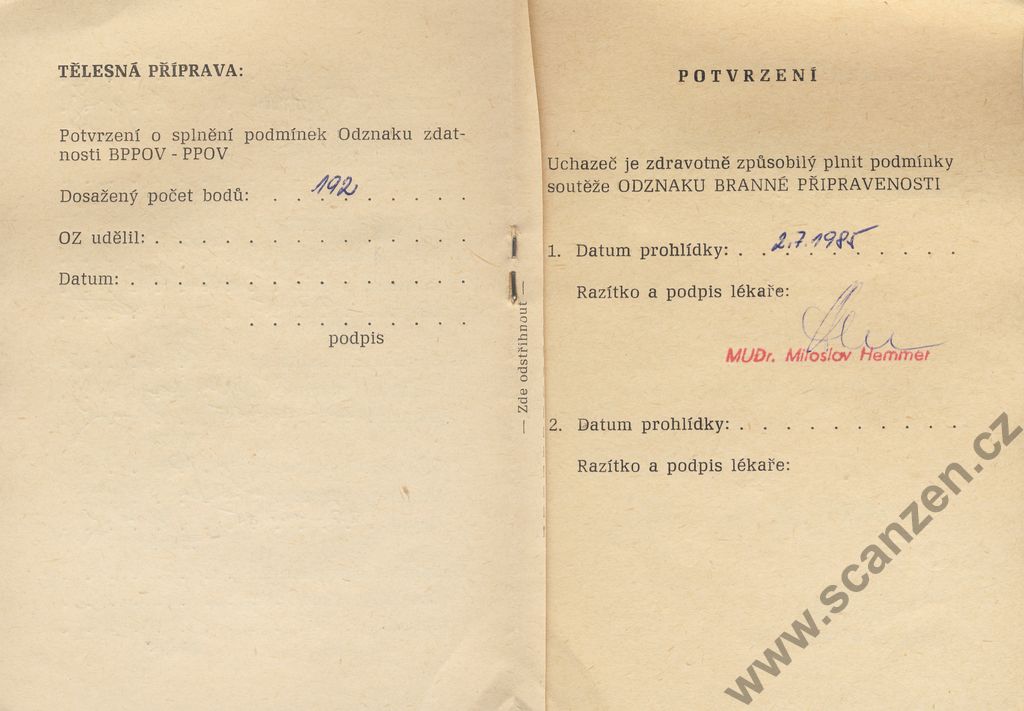 TĚLESNÁ PŘÍPRAVA:
Potvrzení o splnění podmínek Odznaku zdat-
nosti BPPOV - PPOV
Dosažený počet bodů: . . 192 . . . . .
OZ udělil: . . . . . . . . . . . . . .
Datum: . . . . . . . . . . . . . . .
. . . . . . . . . .
podpis
— Zde odstřihnout —
POTVRZENÍ
Uchazeč je zdravotně způsobilý plnit podmínky
soutěže ODZNAKU BRANNÉ PŘIPRAVENOSTI
1. Datum prohlídky: . . 2.7.1985 . . . .
Razítko a podpis lékaře:
MUDr. Miloslav Hemmer
2. Datum prohlídky: . . . . . . . . . .
Razítko a podpis lékaře:
www.scanzen.cz